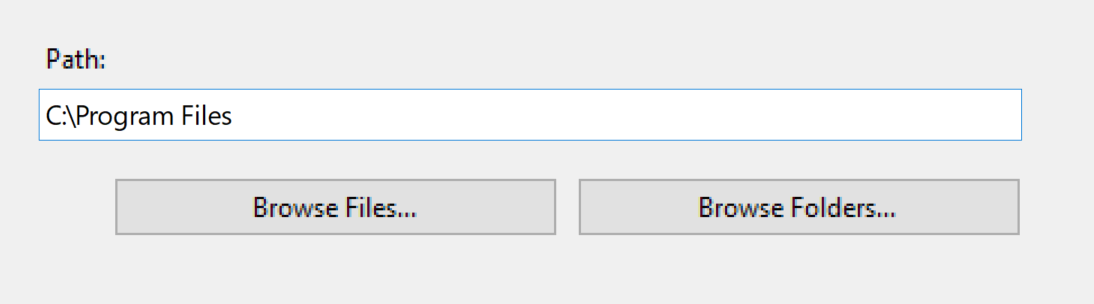 Path:
C:\Program Files
Browse Files...
Browse Folders...